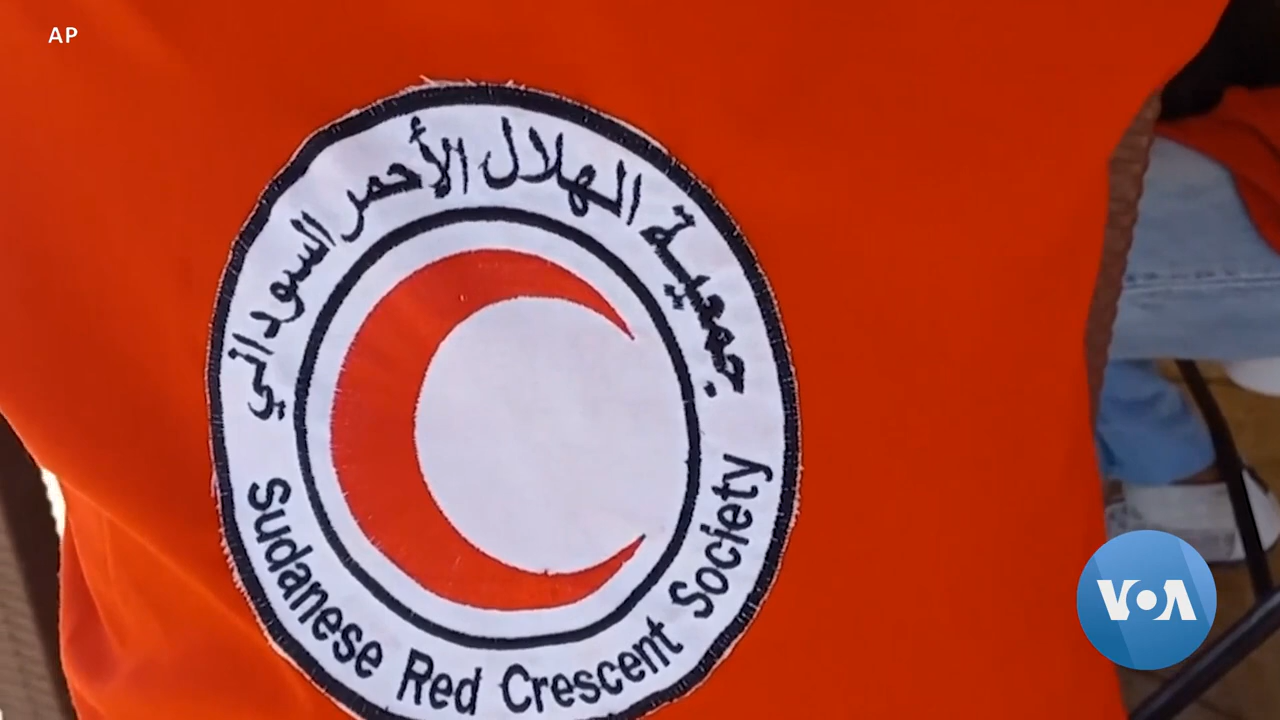 AP
جمعية الهلال الأحمر السوداني
Sudanese Red Crescent Society
VOA